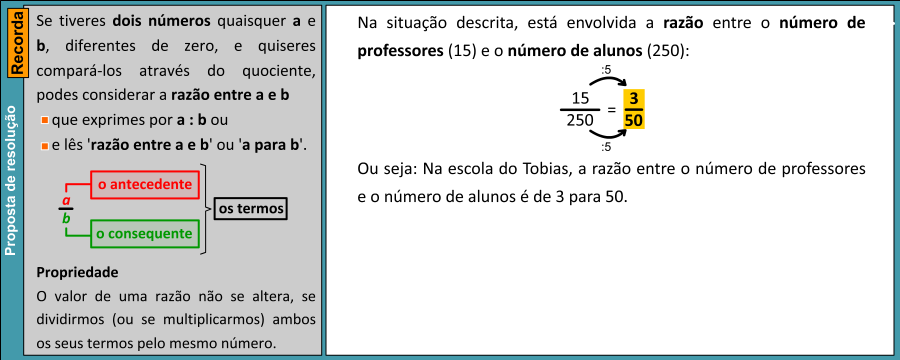 Recorda
Proposta de resolução
Se tiveres dois números quaisquer a e
b, diferentes de zero, e quiseres
compará-los através do quociente,
podes considerar a razão entre a e b
que exprimes por a : b ou
e lês 'razão entre a e b' ou 'a para b'.
a
b
o antecedente
o consequente
os termos
Propriedade
O valor de uma razão não se altera, se
dividirmos (ou se multiplicarmos) ambos
os seus termos pelo mesmo número.
Na situação descrita, está envolvida a razão entre o número de
professores (15) e o número de alunos (250):
:5
15
250
=
3
50
:5
Ou seja: Na escola do Tobias, a razão entre o número de professores
e o número de alunos é de 3 para 50.